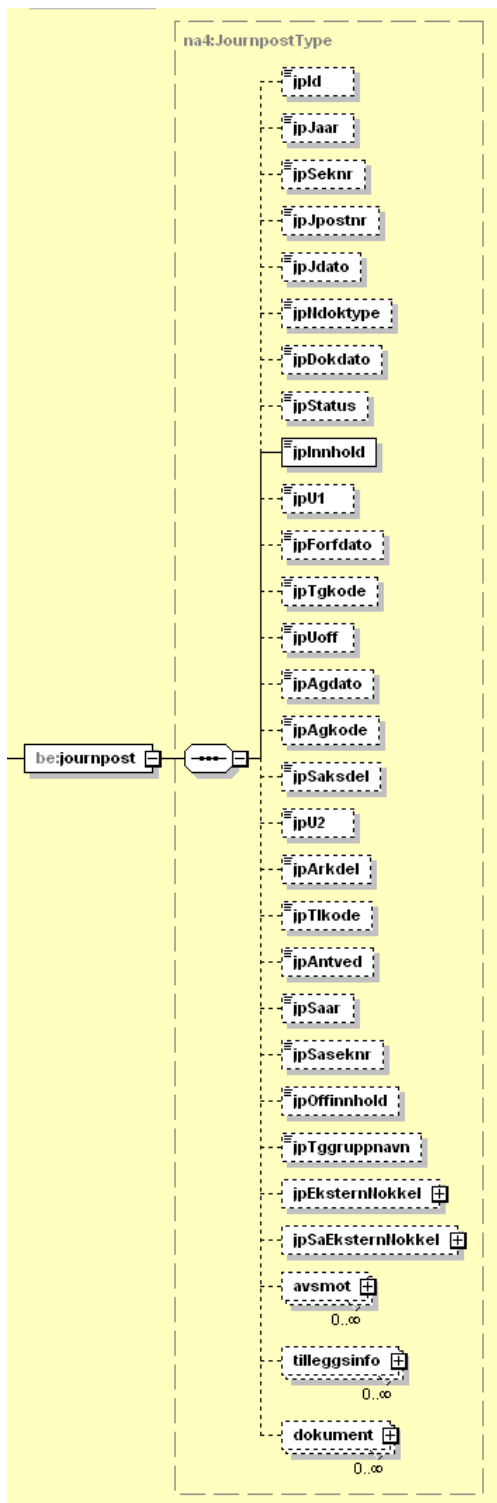 na4:JournpostType
jpId
jpJaar
jpSeknr
jpJpostnr
jpJdato
jpNdoktype
jpDokdato
jpStatus
jpInnhold
jpU1
jpForfdato
jpTgkode
jpUoff
jpAgdato
jpAgkode
be:journpost
jpSaksdel
jpU2
jpArkdel
jpTlkode
jpAntved
jpSaar
jpSaseknr
jpOffinnhold
jpTggruppnavn
jpEksternNokkel
jpSaEksternNokkel
avsmot
0..∞
tilleggsinfo
0..∞
dokument
0..∞